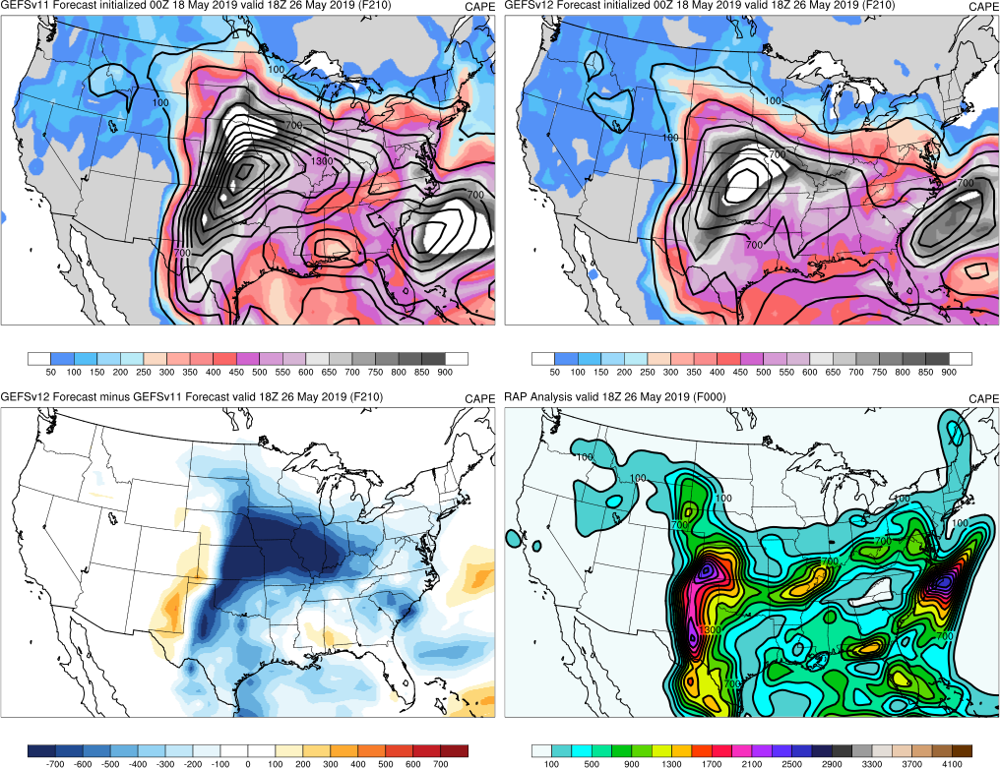 GEFSv11 Forecast initialized 00Z 18 May 2019 valid 18Z 26 May 2019 (F210) CAPE
100
100
700
1300
700
700
50 100 150 200 250 300 350 400 450 500 550 600 650 700 750 800 850 900
GEFSv12 Forecast initialized 00Z 18 May 2019 valid 18Z 26 May 2019 (F210) CAPE
100
100
700
700
700
50 100 150 200 250 300 350 400 450 500 550 600 650 700 750 800 850 900
GEFSv12 Forecast minus GEFSv11 Forecast valid 18Z 26 May 2019 (F210) CAPE
-700 -600 -500 -400 -300 -200 -100 0 100 200 300 400 500 600 700
RAP Analysis valid 18Z 26 May 2019 (F000) CAPE
100
100
100
100
100
700
700
700
1300
700
700
100 500 900 1300 1700 2100 2500 2900 3300 3700 4100